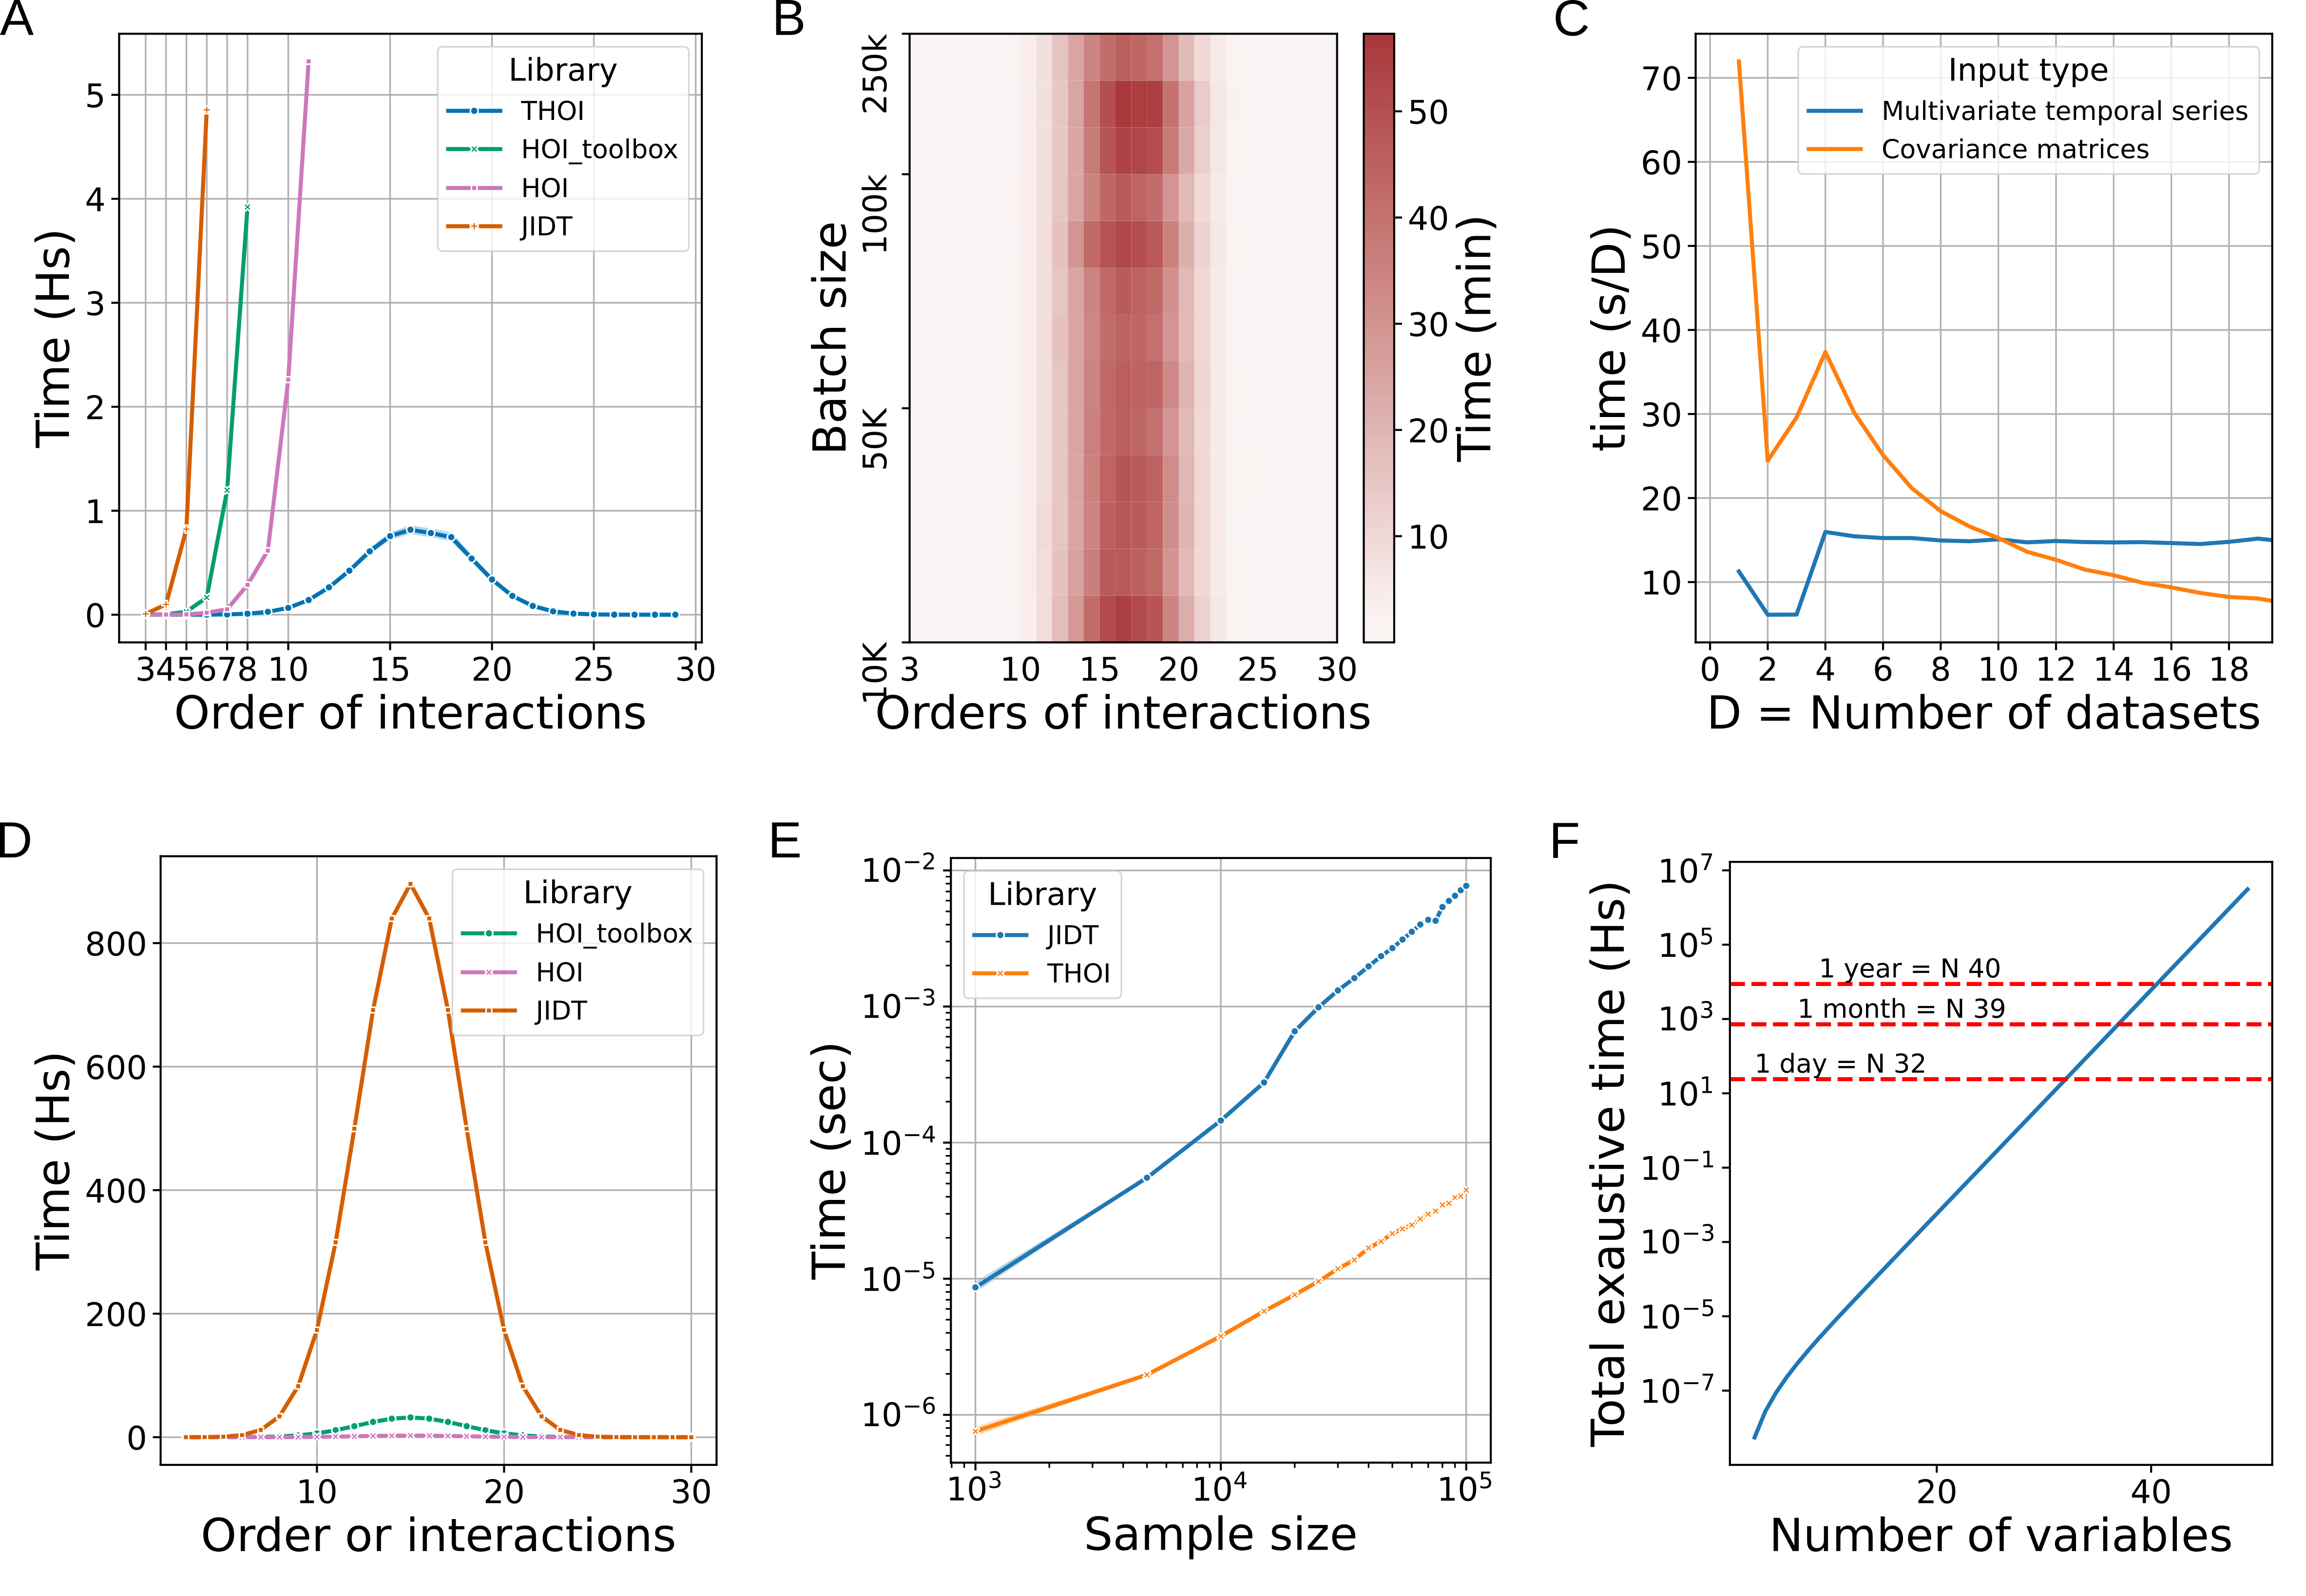 A
5
4
3
2
1
0
Time (Hs)
3 4 5 6 7 8 10 15 20 25 30
Order of interactions
Library
THOI
HOI_toolbox
HOI
JIDT
B
250k
100k
50K
10K
Batch size
3 10 15 20 25 30
Orders of interactions
50
40
30
20
10
Time (min)
C
70
60
50
40
30
20
10
time (s/D)
0 2 4 6 8 10 12 14 16 18
D = Number of datasets
Input type
Multivariate temporal series
Covariance matrices
D
800
600
400
200
0
Time (Hs)
10 20 30
Order or interactions
Library
HOI_toolbox
HOI
JIDT
E
10⁻²
10⁻³
10⁻⁴
10⁻⁵
10⁻⁶
Time (sec)
10³ 10⁴ 10⁵
Sample size
Library
JIDT
THOI
F
10⁷
10⁵
10³
10¹
10⁻¹
10⁻³
10⁻⁵
10⁻⁷
Total exaustive time (Hs)
1 year = N 40
1 month = N 39
1 day = N 32
20 40
Number of variables